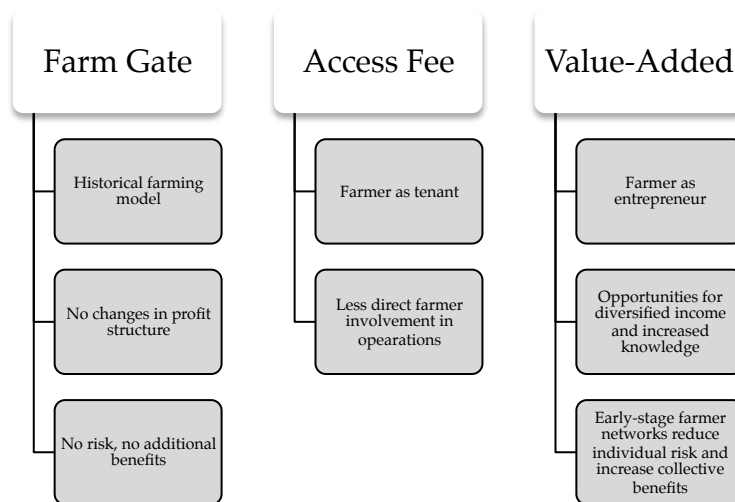 Farm Gate
Historical farming
model
No changes in profit
structure
No risk, no additional
benefits
Access Fee
Farmer as tenant
Less direct farmer
involvement in
opearations
Value-Added
Farmer as
entrepreneur
Opportunities for
diversified income
and increased
knowledge
Early-stage farmer
networks reduce
individual risk and
increase collective
benefits